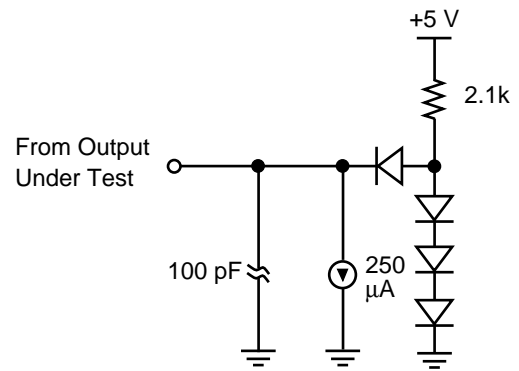 +5 V
2.1k
From Output
Under Test
100 pF
250
μA